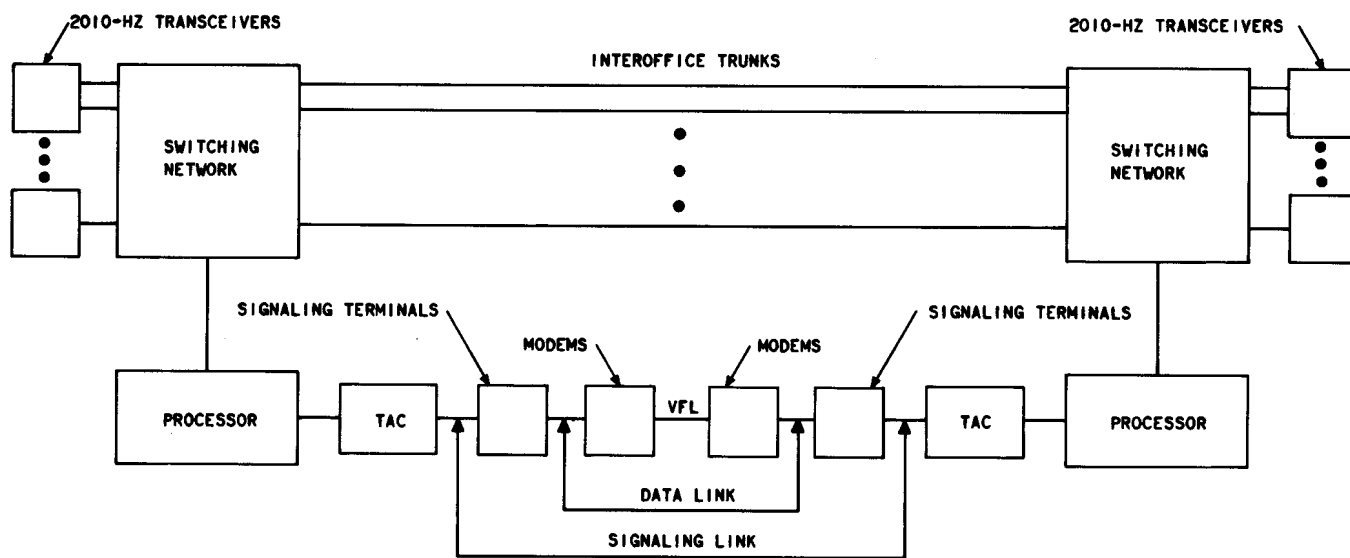 2010-HZ TRANSCEIVERS
2010-HZ TRANSCEIVERS
INTEROFFICE TRUNKS
SWITCHING
NETWORK
SWITCHING
NETWORK
SIGNALING TERMINALS
SIGNALING TERMINALS
MODEMS
MODEMS
PROCESSOR
TAC
VFL
TAC
PROCESSOR
DATA LINK
SIGNALING LINK